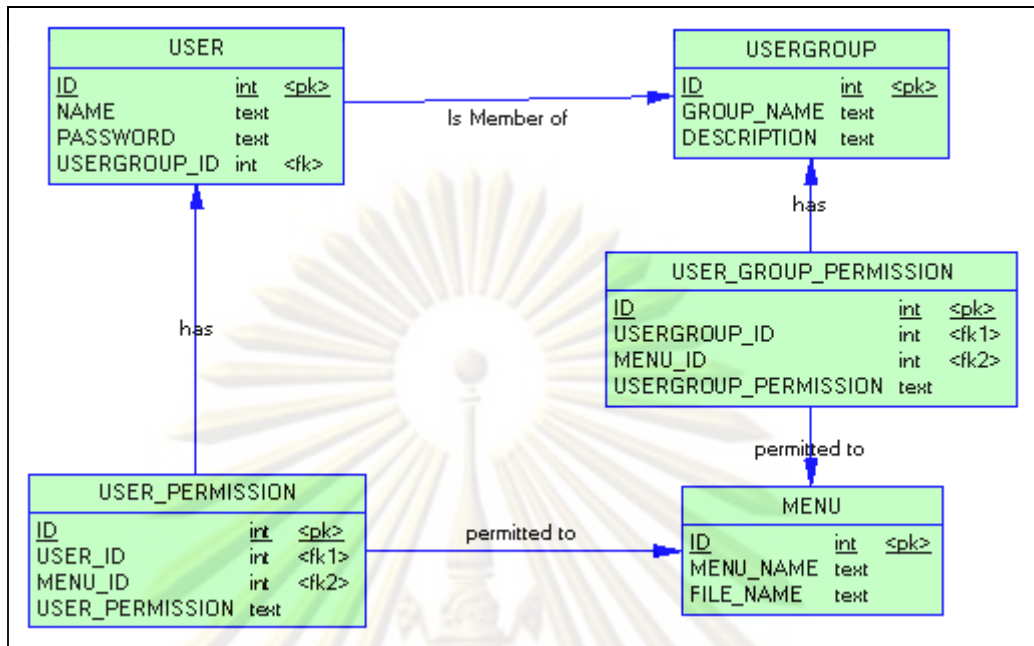 USER
ID int <pk>
NAME text
PASSWORD text
USERGROUP_ID int <fk>
USERGROUP
ID int <pk>
GROUP_NAME text
DESCRIPTION text
Is Member of
has
has
USER_GROUP_PERMISSION
ID int <pk>
USERGROUP_ID int <fk1>
MENU_ID int <fk2>
USERGROUP_PERMISSION text
permitted to
USER_PERMISSION
ID int <pk>
USER_ID int <fk1>
MENU_ID int <fk2>
USER_PERMISSION text
permitted to
MENU
ID int <pk>
MENU_NAME text
FILE_NAME text